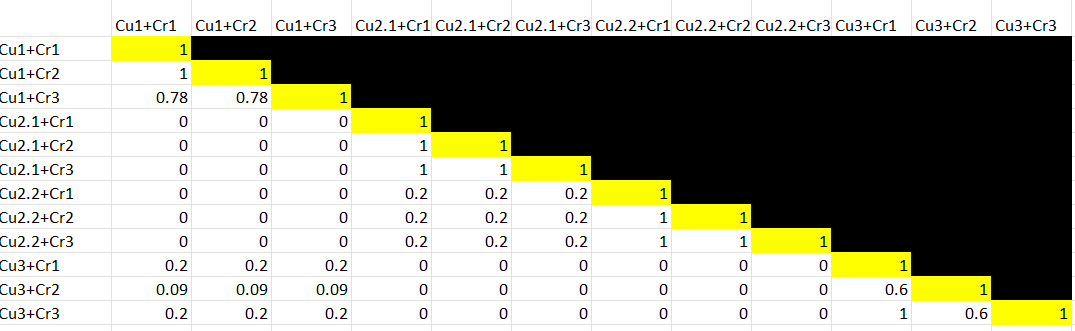 Cu1+Cr1 Cu1+Cr2 Cu1+Cr3 Cu2.1+Cr1 Cu2.1+Cr2 Cu2.1+Cr3 Cu2.2+Cr1 Cu2.2+Cr2 Cu2.2+Cr3 Cu3+Cr1 Cu3+Cr2 Cu3+Cr3
Cu1+Cr1 1
Cu1+Cr2 1 1
Cu1+Cr3 0.78 0.78 1
Cu2.1+Cr1 0 0 0 1
Cu2.1+Cr2 0 0 0 1 1
Cu2.1+Cr3 0 0 0 1 1 1
Cu2.2+Cr1 0 0 0 0.2 0.2 0.2 1
Cu2.2+Cr2 0 0 0 0.2 0.2 0.2 1 1
Cu2.2+Cr3 0 0 0 0.2 0.2 0.2 1 1 1
Cu3+Cr1 0.2 0.2 0.2 0 0 0 0 0 0 1
Cu3+Cr2 0.09 0.09 0.09 0 0 0 0 0 0 0.6 1
Cu3+Cr3 0.2 0.2 0.2 0 0 0 0 0 0 1 0.6 1